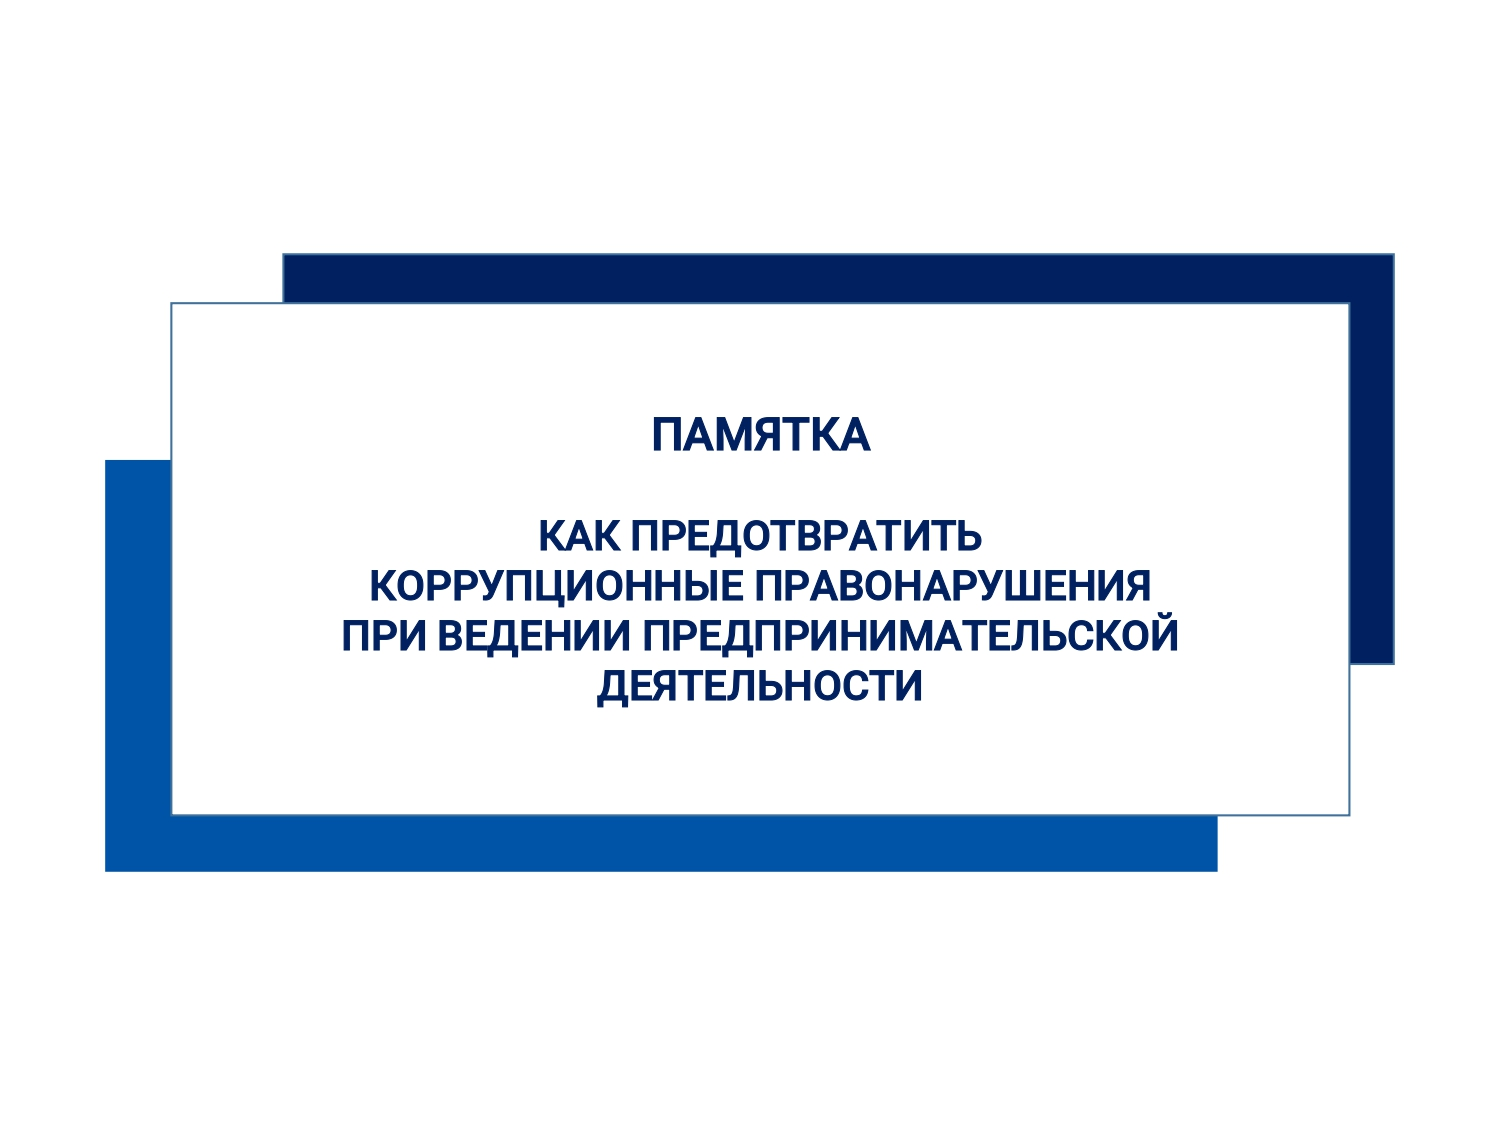 ПАМЯТКА
КАК ПРЕДОТВРАТИТЬ
КОРРУПЦИОННЫЕ ПРАВОНАРУШЕНИЯ
ПРИ ВЕДЕНИИ ПРЕДПРИНИМАТЕЛЬСКОЙ
ДЕЯТЕЛЬНОСТИ